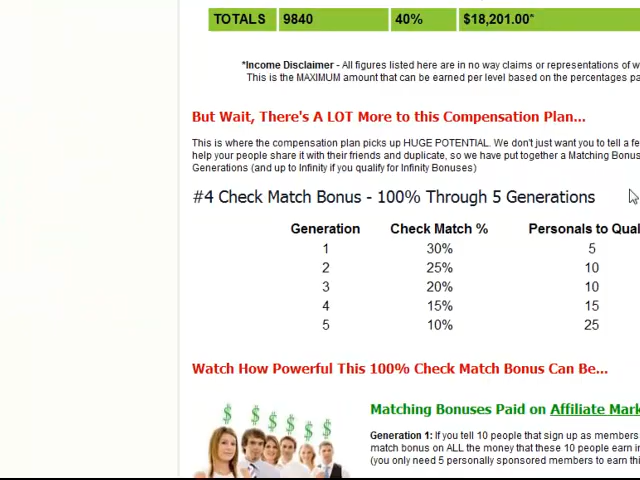 TOTALS 9840 40% $18,201.00*
*Income Disclaimer - All figures listed here are in no way claims or representations of
This is the MAXIMUM amount that can be earned per level based on the percentages
But Wait, There's A LOT More to this Compensation Plan...
This is where the compensation plan picks up HUGE POTENTIAL. We don't just want you to tell a
help your people share it with their friends and duplicate, so we have put together a Matching
Generations (and up to Infinity if you qualify for Infinity Bonuses)
#4 Check Match Bonus - 100% Through 5 Generations
Generation Check Match % Personals to
1 30% 5
2 25% 10
3 20% 10
4 15% 15
5 10% 25
Watch How Powerful This 100% Check Match Bonus Can Be...
$ $ $ $ $ $
Matching Bonuses Paid on Affiliate
Generation 1: If you tell 10 people that sign up as members
match bonus on ALL the money that these 10 people earn
(you only need 5 personally sponsored members to earn